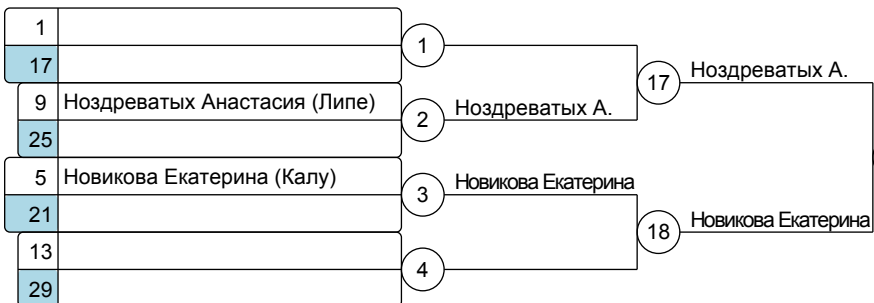 1
17
1
17
Ноздреватых А.
9 Ноздреватых Анастасия (Липе)
25
2
Ноздреватых А.
5 Новикова Екатерина (Калу)
21
3
Новикова Екатерина
18
Новикова Екатерина
13
29
4